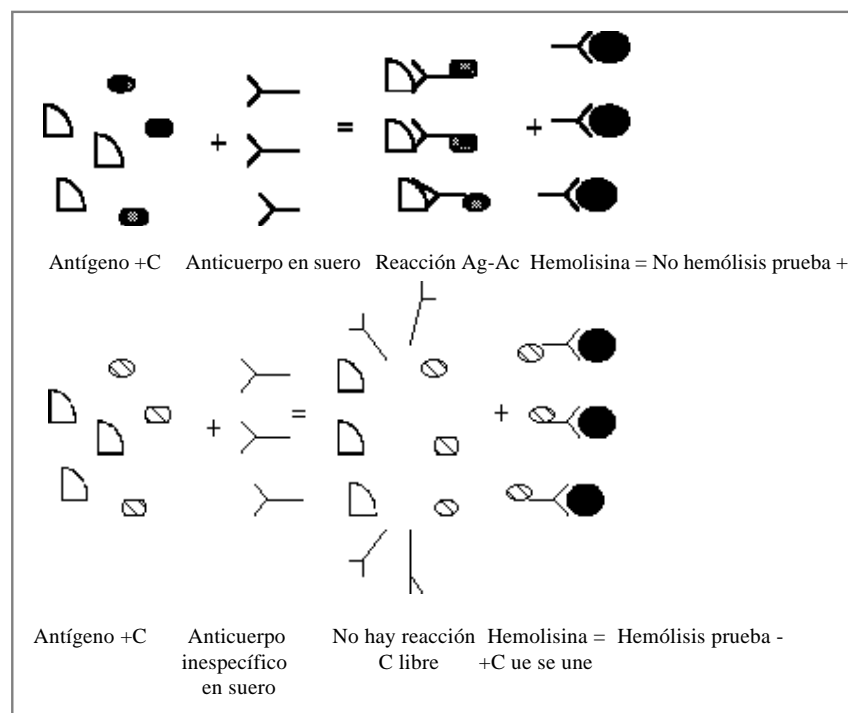 + = +
Antígeno +C Anticuerpo en suero Reacción Ag-Ac Hemolisina = No hemólisis prueba +
+ = +
Antígeno +C Anticuerpo No hay reacción Hemolisina = Hemólisis prueba -
inespecífico C libre +C ue se une
en suero